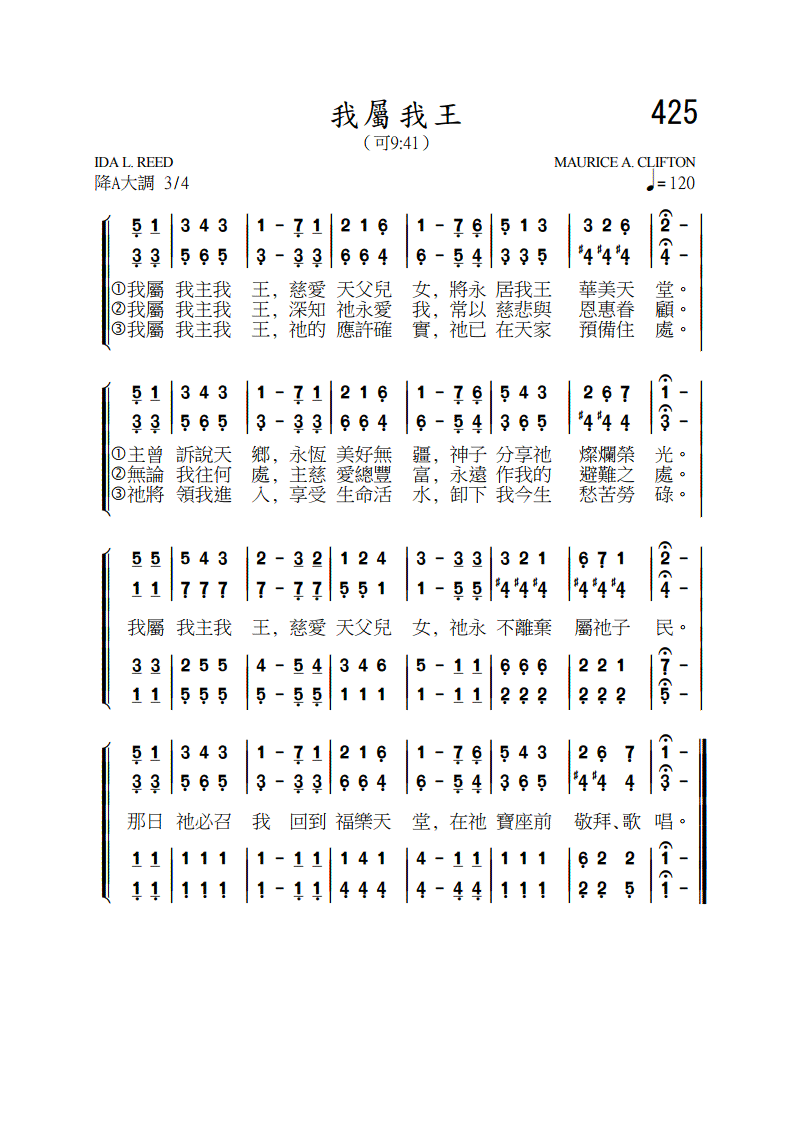 我屬我王
425
（可9:41）
IDA L. REED
MAURICE A. CLIFTON
降A大調 3/4
♩= 120
5 1 | 3 4 3 | 1 - 7 1 | 2 1 6 | 1 - 7 6 | 5 1 3 | 3 2 6 | 2 -
3 3 | 5 6 5 | 3 - 3 3 | 6 6 4 | 6 - 5 4 | 3 3 5 | #4 #4 #4 | 4 -
①我屬 我主我 王，慈愛 天父兒 女，將永 居我王 華美天 堂。
②我屬 我主我 王，深知 祂永愛 我，常以 慈悲與 恩惠眷 顧。
③我屬 我主我 王，祂的 應許確 實，祂已 在天家 預備住 處。
5 1 | 3 4 3 | 1 - 7 1 | 2 1 6 | 1 - 7 6 | 5 4 3 | 2 6 7 | 1 -
3 3 | 5 6 5 | 3 - 3 3 | 6 6 4 | 6 - 5 4 | 3 6 5 | #4 #4 4 | 3 -
①主曾 訴說天 鄉，永恆 美好無 疆，神子 分享祂 燦爛榮 光。
②無論 我往何 處，主慈 愛總豐 富，永遠 作我的 避難之 處。
③祂將 領我進 入，享受 生命活 水，卸下 我今生 愁苦勞 碌。
5 5 | 5 4 3 | 2 - 3 2 | 1 2 4 | 3 - 3 3 | 3 2 1 | 6 7 1 | 2 -
1 1 | 7 7 7 | 7 - 7 7 | 5 5 1 | 1 - 5 5 | #4 #4 #4 | #4 #4 #4 | 4 -
我屬 我主我 王，慈愛 天父兒 女，祂永 不離棄 屬祂子 民。
3 3 | 2 5 5 | 4 - 5 4 | 3 4 6 | 5 - 1 1 | 6 6 6 | 2 2 1 | 7 -
1 1 | 5 5 5 | 5 - 5 5 | 1 1 1 | 1 - 1 1 | 2 2 2 | 2 2 2 | 5 -
5 1 | 3 4 3 | 1 - 7 1 | 2 1 6 | 1 - 7 6 | 5 4 3 | 2 6 7 | 1 -
3 3 | 5 6 5 | 3 - 3 3 | 6 6 4 | 6 - 5 4 | 3 6 5 | #4 #4 4 | 3 -
那日 祂必召 我 回到 福樂天 堂，在祂 寶座前 敬拜、歌 唱。
1 1 | 1 1 1 | 1 - 1 1 | 1 4 1 | 4 - 1 1 | 1 1 1 | 6 2 2 | 1 -
1 1 | 1 1 1 | 1 - 1 1 | 4 4 4 | 4 - 4 4 | 1 1 1 | 2 2 5 | 1 -